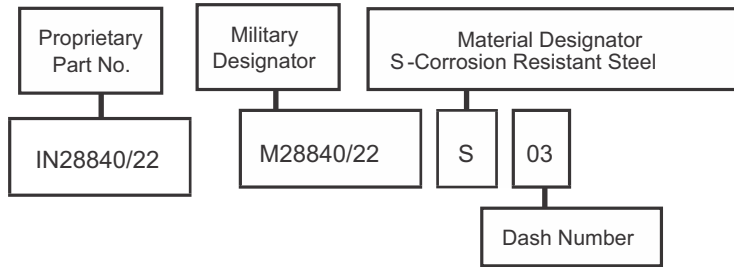 Proprietary
Part No.
Military
Designator
Material Designator
S-Corrosion Resistant Steel
IN28840/22
M28840/22
S
03
Dash Number